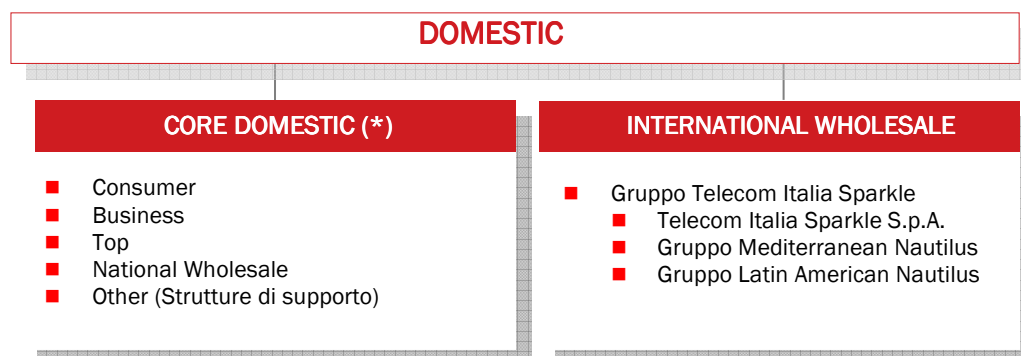 DOMESTIC
CORE DOMESTIC (*)
Consumer
Business
Top
National Wholesale
Other (Strutture di supporto)
INTERNATIONAL WHOLESALE
Gruppo Telecom Italia Sparkle
Telecom Italia Sparkle S.p.A.
Gruppo Mediterranean Nautilus
Gruppo Latin American Nautilus